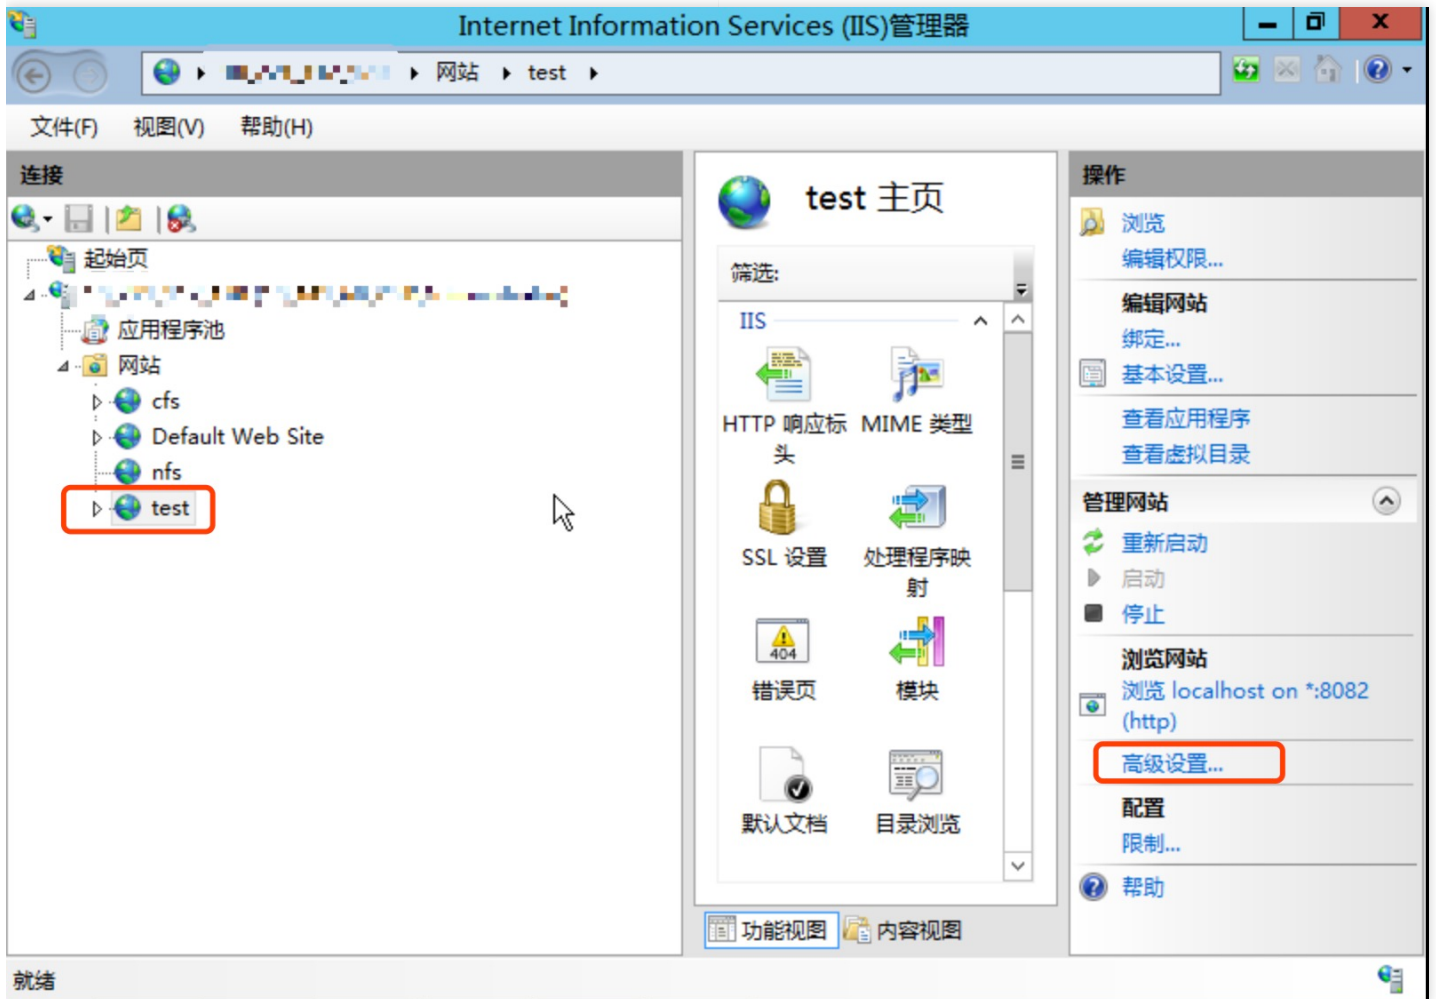 Internet Information Services (IIS)管理器
网站 test
文件(F) 视图(V) 帮助(H)
连接
起始页
应用程序池
网站
cfs
Default Web Site
nfs
test
test 主页
筛选:
IIS
HTTP 响应标
头
MIME 类型
SSL 设置
处理程序映
射
404
错误页
模块
默认文档
目录浏览
功能视图
内容视图
操作
浏览
编辑权限...
编辑网站
绑定...
基本设置...
查看应用程序
查看虚拟目录
管理网站
重新启动
启动
停止
浏览网站
浏览 localhost on *:8082
(http)
高级设置...
配置
限制...
帮助
就绪